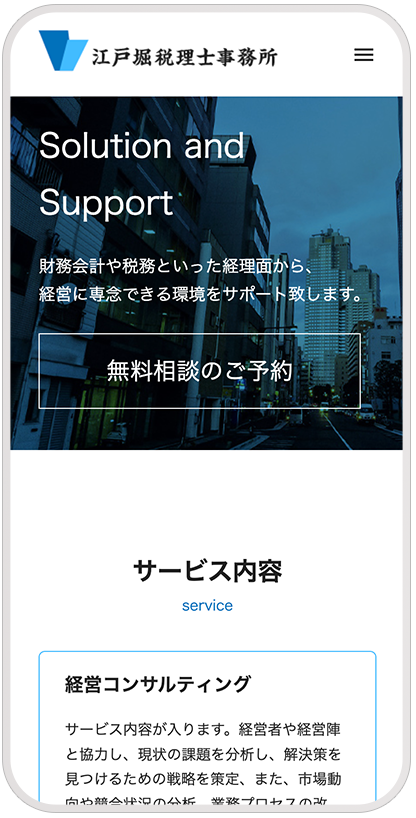 江戸堀税理士事務所
Solution and
Support
財務会計や税務といった経理面から、
経営に専念できる環境をサポート致します。
無料相談のご予約
サービス内容
service
経営コンサルティング
サービス内容が入ります。経営者や経営陣
と協力し、現状の課題を分析し、解決策を
見つけるための戦略を策定、また、市場動
向や競合状況の分析、業務プロセスの改